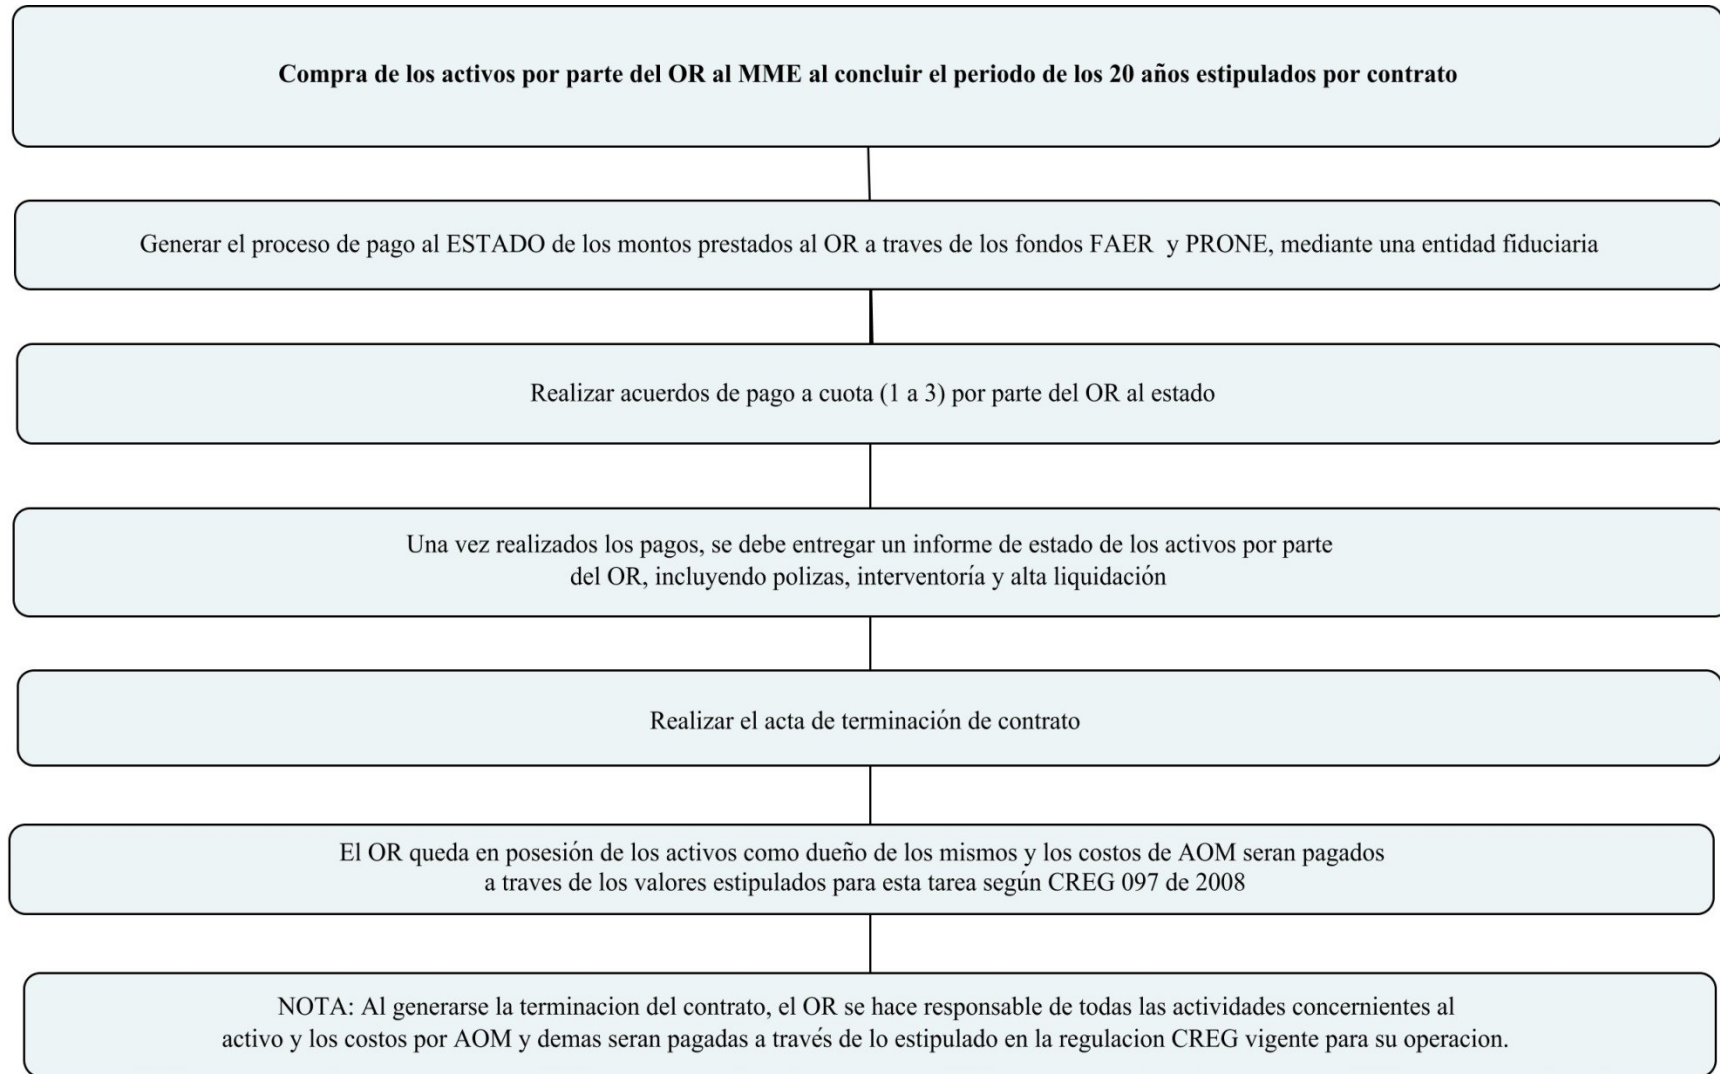 Compra de los activos por parte del OR al MME al concluir el periodo de los 20 años estipulados por contrato
Generar el proceso de pago al ESTADO de los montos prestados al OR a traves de los fondos FAER y PRONE, mediante una entidad fiduciaria
Realizar acuerdos de pago a cuota (1 a 3) por parte del OR al estado
Una vez realizados los pagos, se debe entregar un informe de estado de los activos por parte
del OR, incluyendo polizas, interventoría y alta liquidación
Realizar el acta de terminación de contrato
El OR queda en posesión de los activos como dueño de los mismos y los costos de AOM seran pagados
a traves de los valores estipulados para esta tarea según CREG 097 de 2008
NOTA: Al generarse la terminacion del contrato, el OR se hace responsable de todas las actividades concernientes al
activo y los costos por AOM y demas seran pagadas a través de lo estipulado en la regulacion CREG vigente para su operacion.